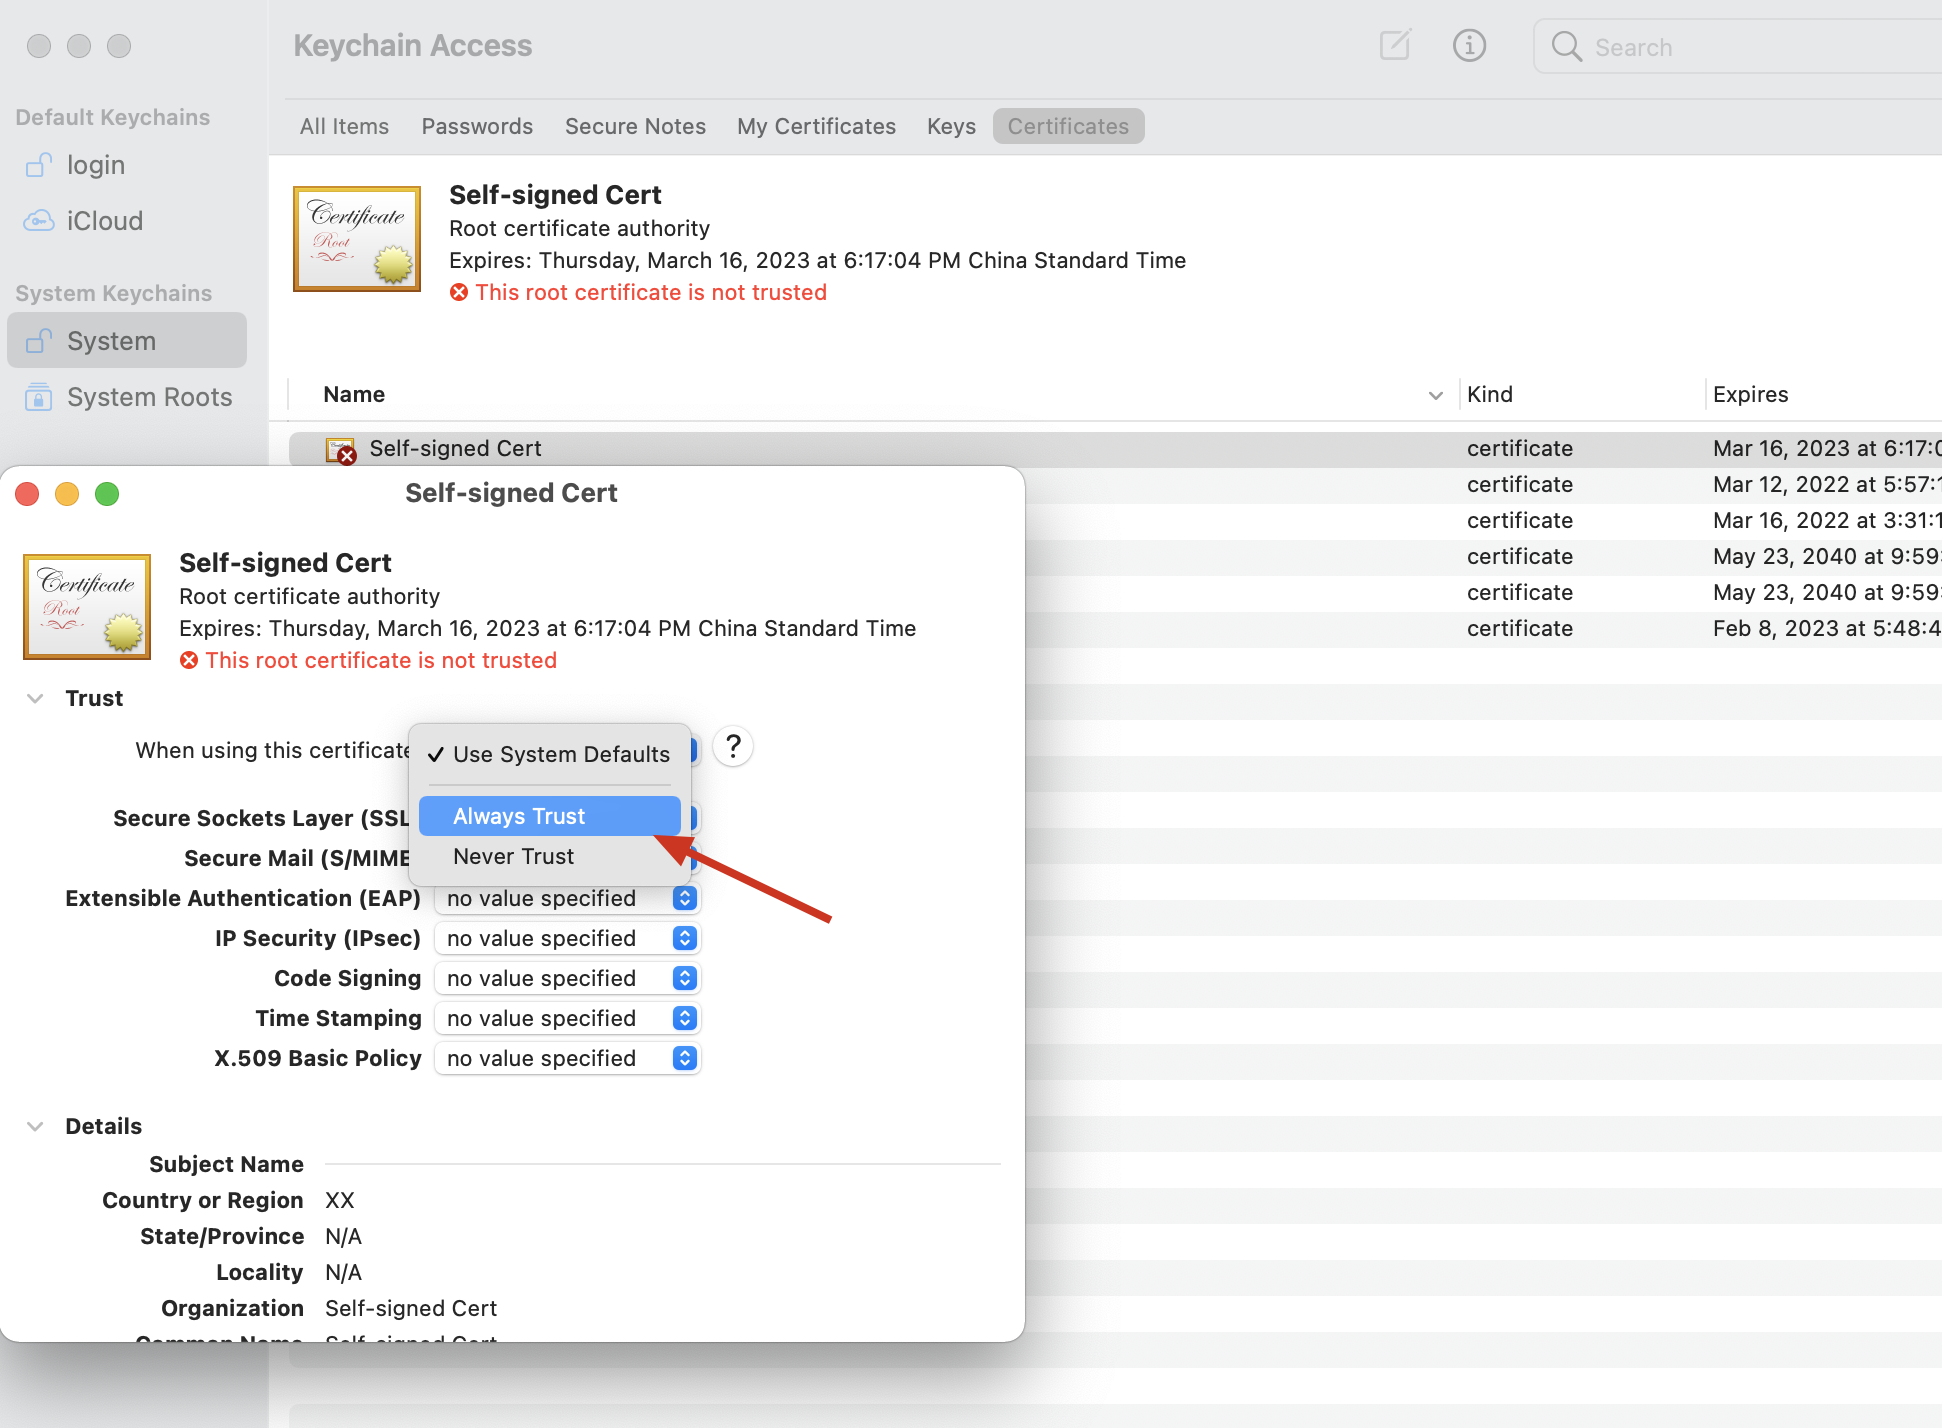 Keychain Access
Search
Default Keychains
login
iCloud
System Keychains
System
System Roots
All Items Passwords Secure Notes My Certificates Keys Certificates
Certificate
Root
Self-signed Cert
Root certificate authority
Expires: Thursday, March 16, 2023 at 6:17:04 PM China Standard Time
This root certificate is not trusted
Name Kind Expires
Self-signed Cert certificate Mar 16, 2023 at 6:17:0
certificate Mar 12, 2022 at 5:57:1
certificate Mar 16, 2022 at 3:31:1
certificate May 23, 2040 at 9:59:
certificate May 23, 2040 at 9:59:
certificate Feb 8, 2023 at 5:48:4
Self-signed Cert
Certificate
Root
Self-signed Cert
Root certificate authority
Expires: Thursday, March 16, 2023 at 6:17:04 PM China Standard Time
This root certificate is not trusted
Trust
When using this certificate
✓ Use System Defaults
?
Always Trust
Never Trust
Secure Sockets Layer (SSL
Secure Mail (S/MIME
Extensible Authentication (EAP) no value specified
IP Security (IPsec) no value specified
Code Signing no value specified
Time Stamping no value specified
X.509 Basic Policy no value specified
Details
Subject Name
Country or Region XX
State/Province N/A
Locality N/A
Organization Self-signed Cert
Common Name Self-signed Cert